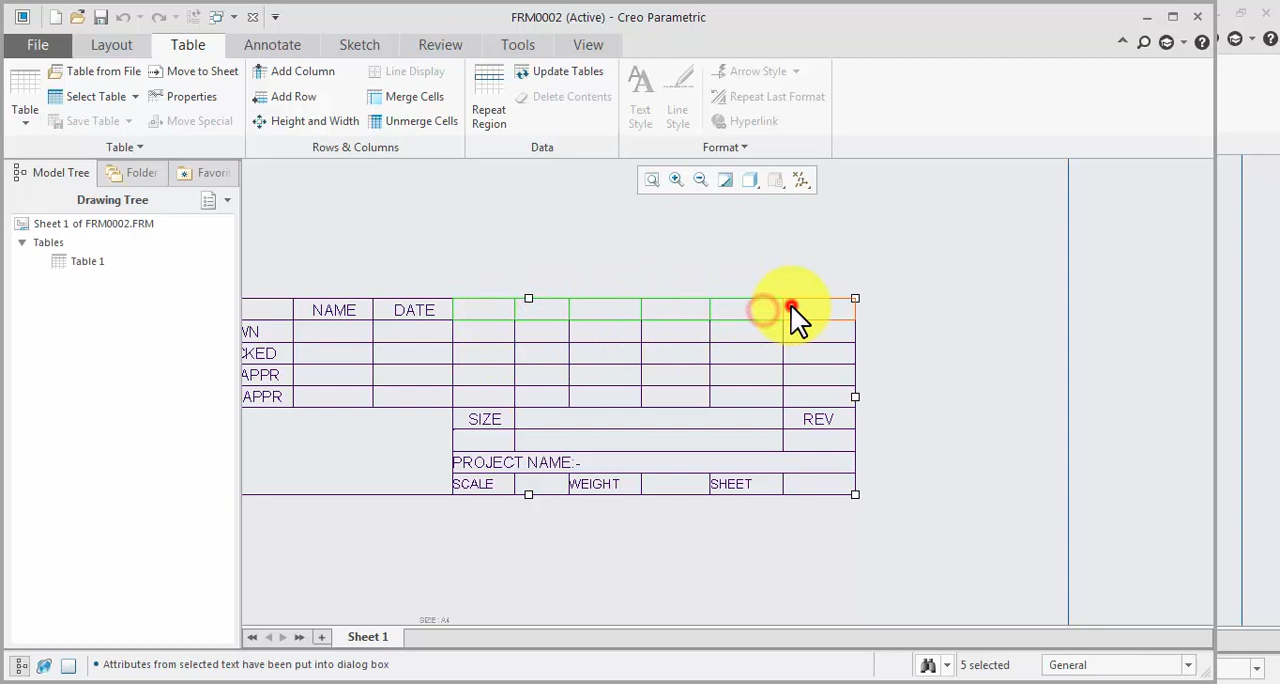 FRM0002 (Active) - Creo Parametric
File Layout Table Annotate Sketch Review Tools View
Table from File Move to Sheet Add Column Line Display Update Tables Arrow Style
Select Table Properties Add Row Merge Cells Delete Contents Repeat Last Format
Table Repeat Region Text Style Line Style
Save Table Move Special Height and Width Unmerge Cells Hyperlink
Table Rows & Columns Data Format
Model Tree Folder Favori
Drawing Tree
Sheet 1 of FRM0002.FRM
Tables
Table 1
NAME DATE
WN
CKED
APPR
APPR
SIZE REV
PROJECT NAME:-
SCALE WEIGHT SHEET
SIZE : A4
Sheet 1
Attributes from selected text have been put into dialog box
5 selected
General